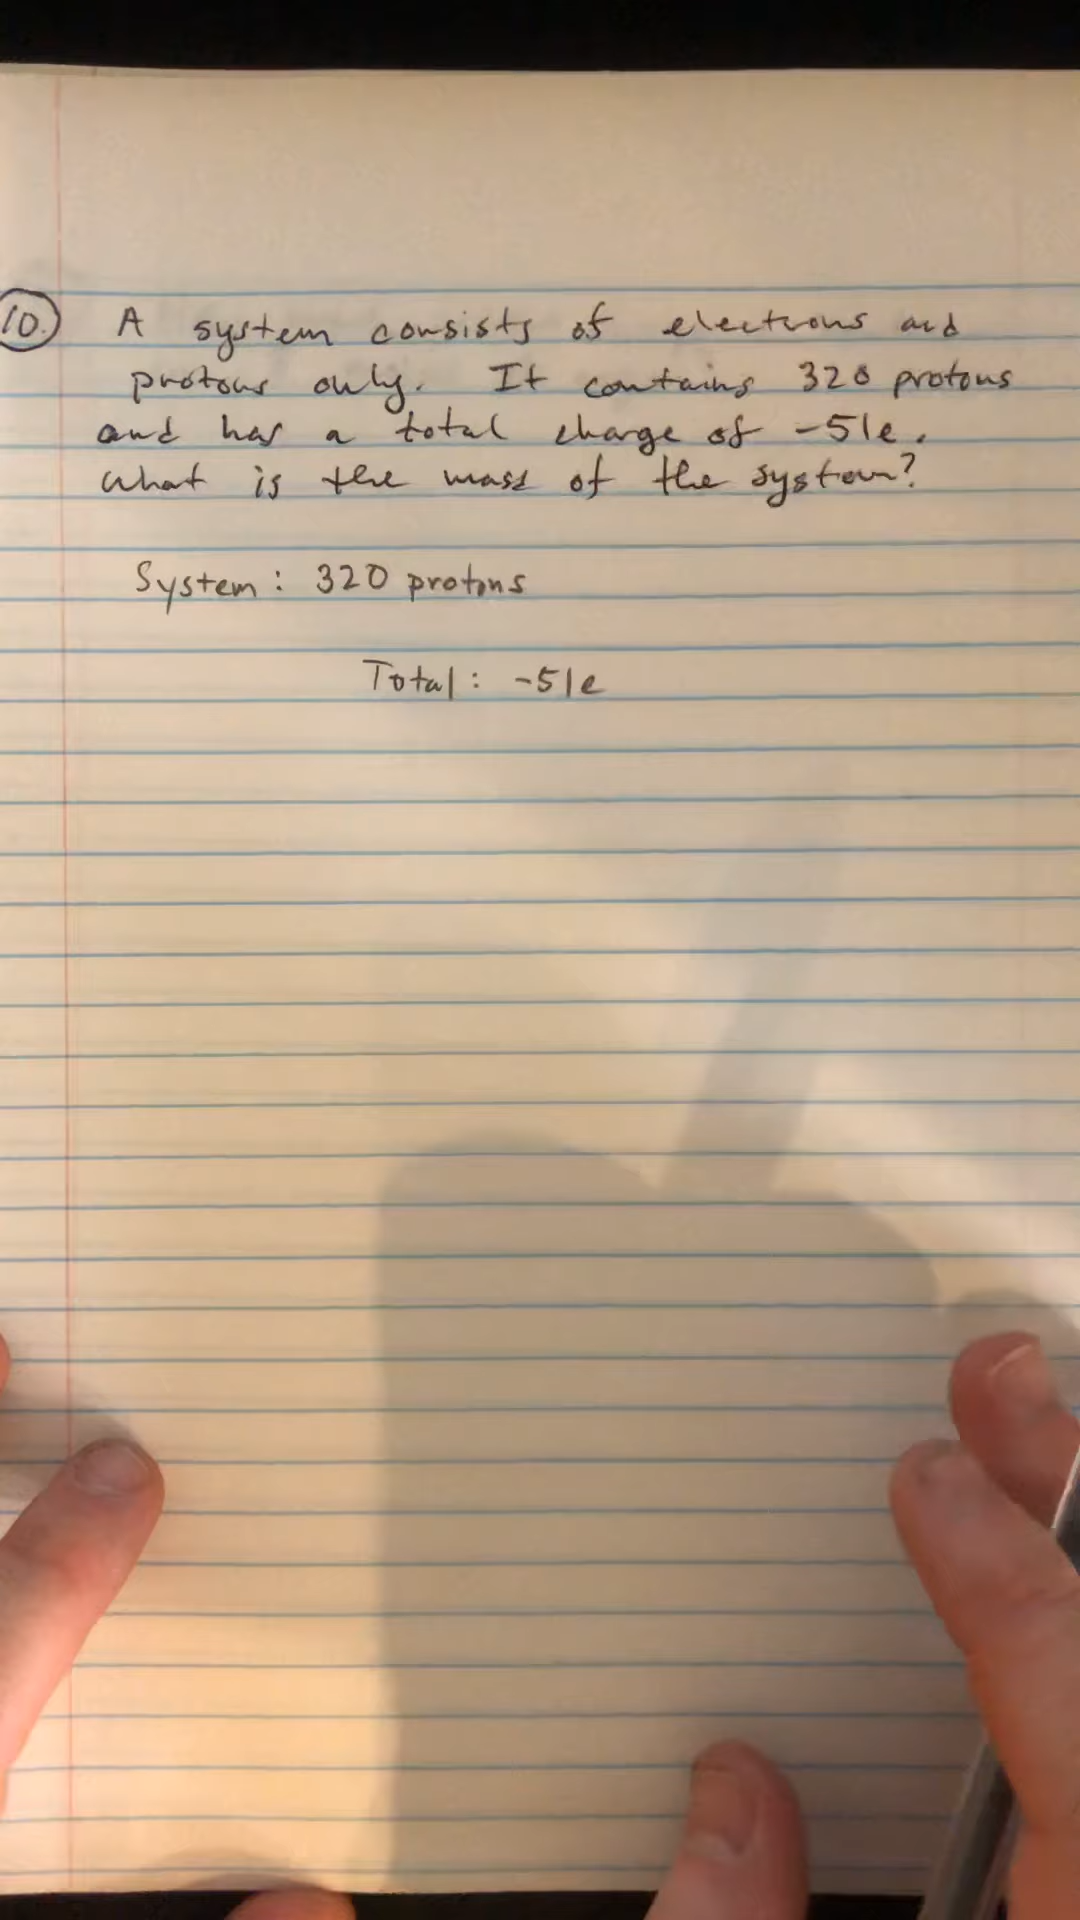 10. A system consists of electrons and
protons only. It contains 320 protons
and has a total charge of -51e.
what is the mass of the system?
System: 320 protons
Total: -51e